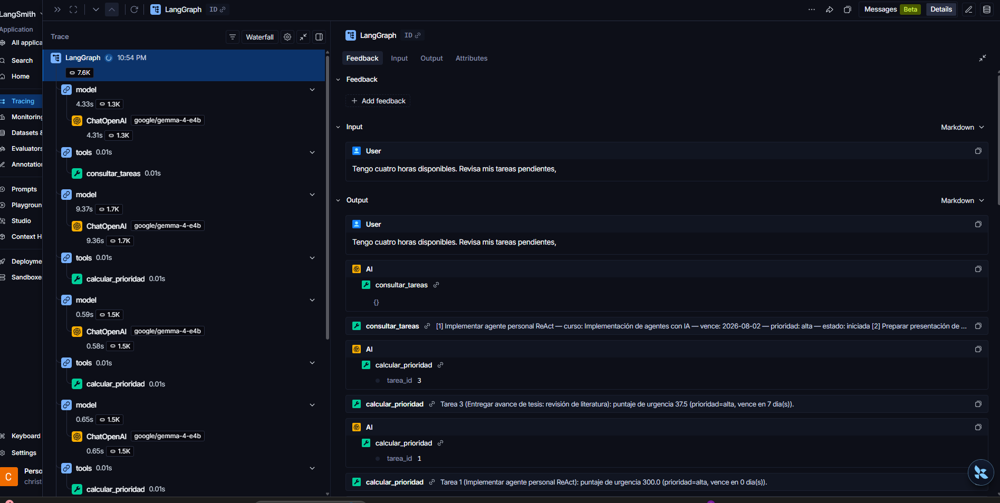 LangSmith
Application
All applica
Search
Home
Tracing
Monitoring
Datasets &
Evaluators
Annotation
Prompts
Playgroun
Studio
Context H
Deployme
Sandboxes
Keyboard
Settings
C
Perso
christ
LangGraph ID
Messages Beta Details
Trace
Waterfall
LangGraph 10:54 PM
7.6K
model
4.33s 1.3K
ChatOpenAI google/gemma-4-e4b
4.31s 1.3K
tools 0.01s
consultar_tareas 0.01s
model
9.37s 1.7K
ChatOpenAI google/gemma-4-e4b
9.36s 1.7K
tools 0.01s
calcular_prioridad 0.01s
model
0.59s 1.5K
ChatOpenAI google/gemma-4-e4b
0.58s 1.5K
tools 0.01s
calcular_prioridad 0.01s
model
0.65s 1.5K
ChatOpenAI google/gemma-4-e4b
0.65s 1.5K
tools 0.01s
calcular_prioridad 0.01s
LangGraph ID
Feedback Input Output Attributes
Feedback
+ Add feedback
Input Markdown
User
Tengo cuatro horas disponibles. Revisa mis tareas pendientes,
Output Markdown
User
Tengo cuatro horas disponibles. Revisa mis tareas pendientes,
AI
consultar_tareas
{}
consultar_tareas [1] Implementar agente personal ReAct — curso: Implementación de agentes con IA — vence: 2026-08-02 — prioridad: alta — estado: iniciada [2] Preparar presentación de ...
AI
calcular_prioridad
tarea_id 3
calcular_prioridad Tarea 3 (Entregar avance de tesis: revisión de literatura): puntaje de urgencia 37.5 (prioridad=alta, vence en 7 dia(s)).
AI
calcular_prioridad
tarea_id 1
calcular_prioridad Tarea 1 (Implementar agente personal ReAct): puntaje de urgencia 300.0 (prioridad=alta, vence en 0 dia(s)).